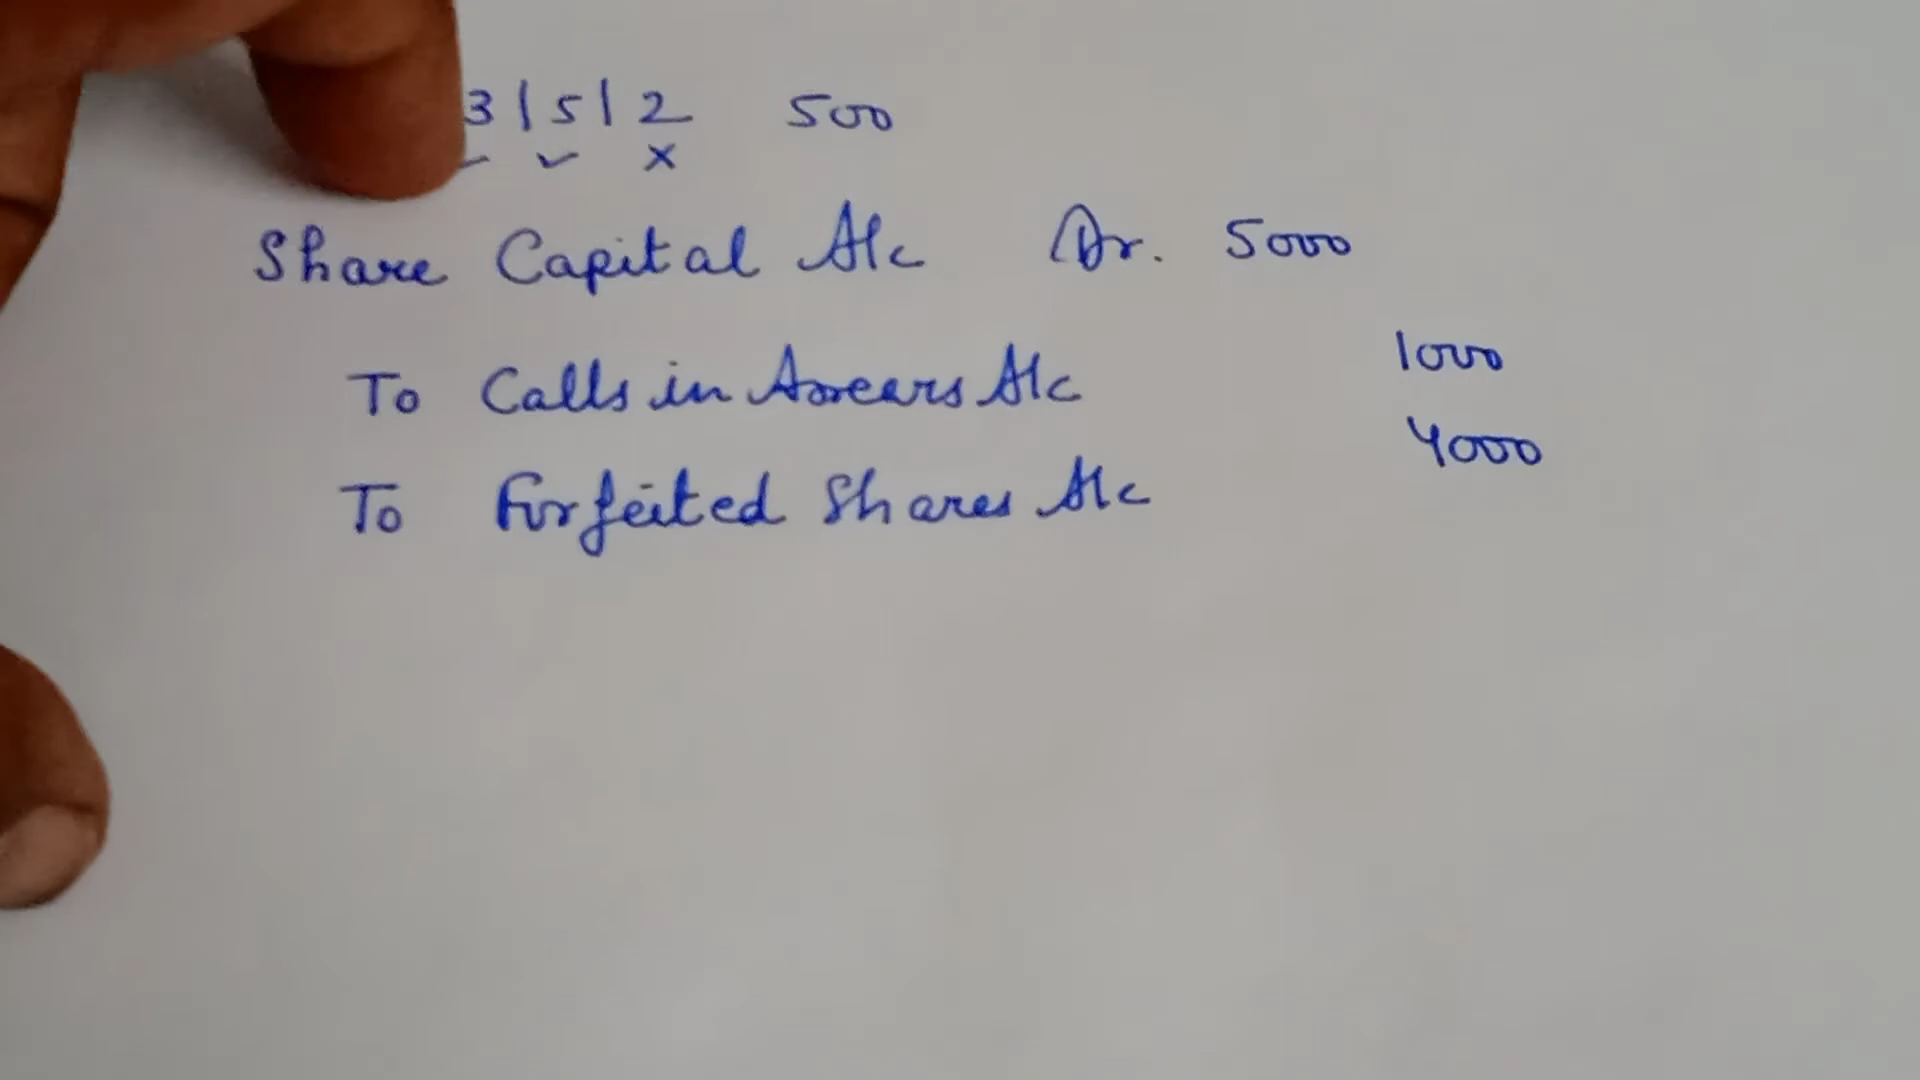 3 | 5 | 2 500
✓ ✓ ×
Share Capital A/c Dr. 5000
To Calls in Arrears A/c 1000
To Forfeited Shares A/c 4000